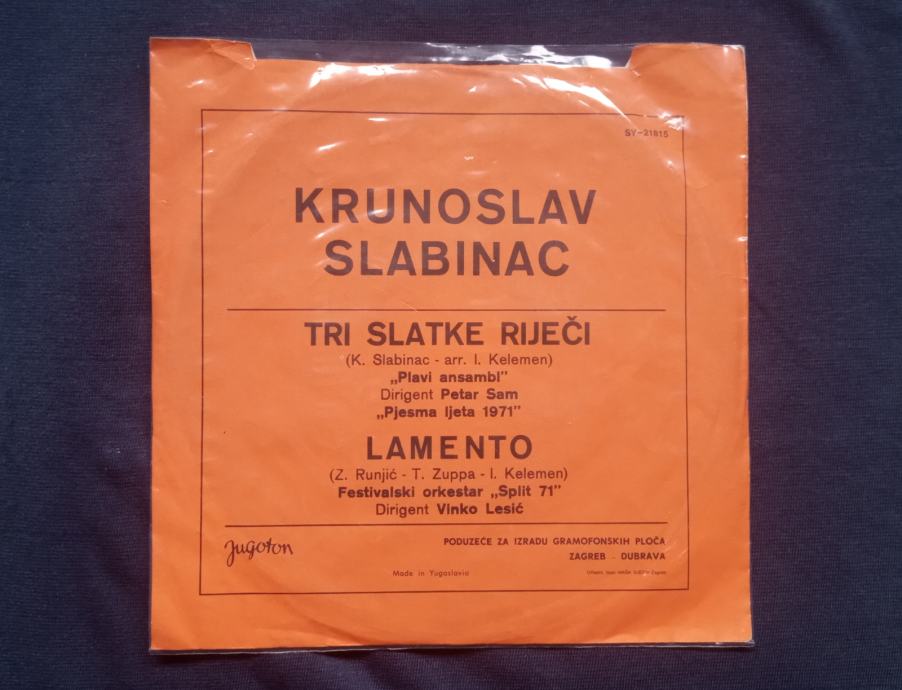 SY-21815
KRUNOSLAV
SLABINAC
TRI SLATKE RIJEČI
(K. Slabinac - arr. I. Kelemen)
„Plavi ansambl"
Dirigent Petar Sam
„Pjesma ljeta 1971"
LAMENTO
(Z. Runjić - T. Zuppa - I. Kelemen)
Festivalski orkestar „Split 71"
Dirigent Vinko Lesić
Jugoton
PODUZEĆE ZA IZRADU GRAMOFONSKIH PLOČA
ZAGREB - DUBRAVA
Made in Yugoslavia